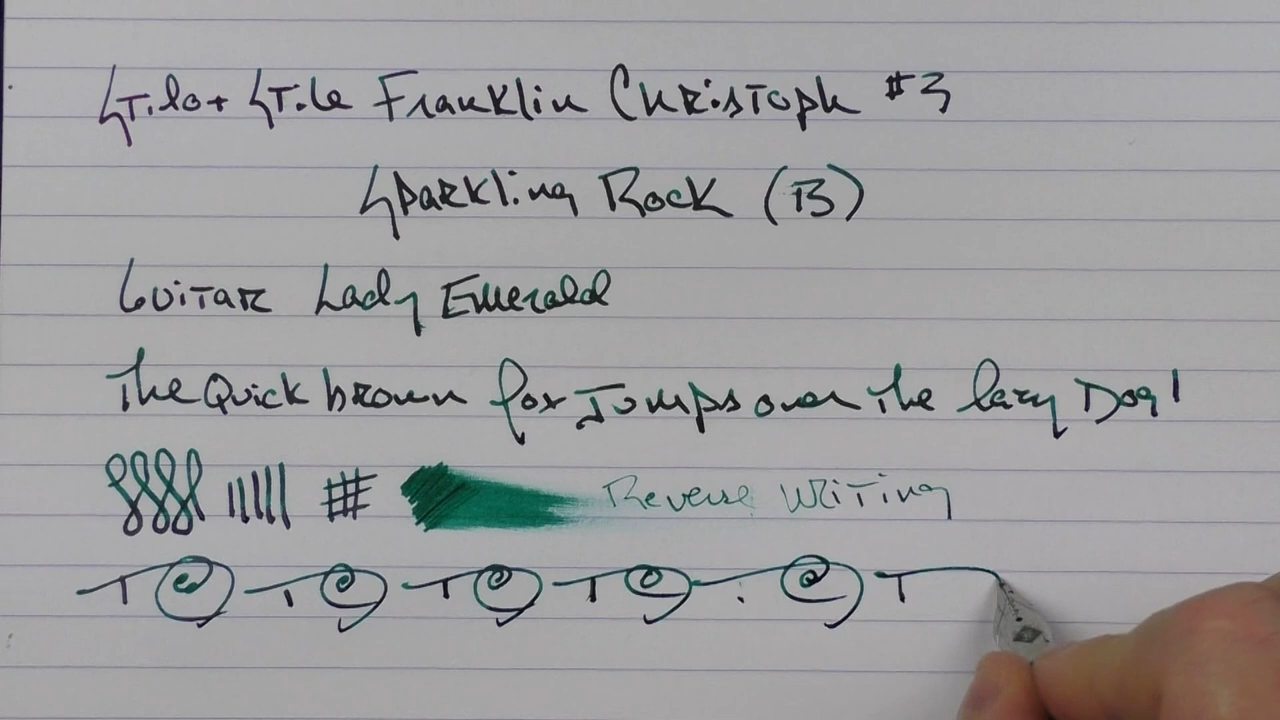 Stilo + Stile Franklin Christoph #3
Sparkling Rock (B)
Guitar Lady Emerald
The Quick brown fox Jumps over The lazy Dog!
Reverse Writing